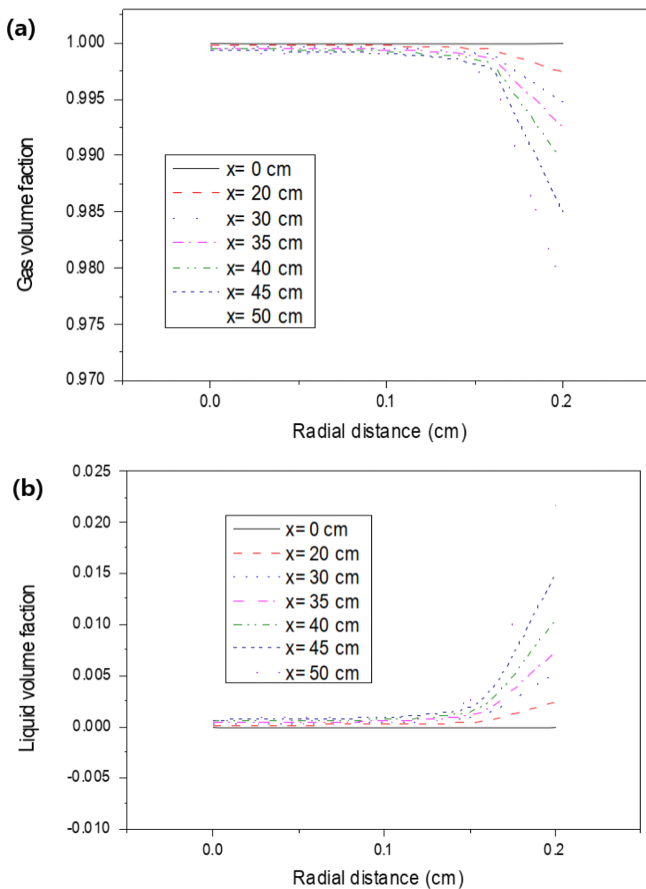 (a)
1.000
0.995
0.990
0.985
0.980
0.975
0.970
Gas volume faction
x= 0 cm
x= 20 cm
x= 30 cm
x= 35 cm
x= 40 cm
x= 45 cm
x= 50 cm
0.0
0.1
0.2
Radial distance (cm)
(b)
0.025
0.020
0.015
0.010
0.005
0.000
-0.005
-0.010
Liquid volume faction
x= 0 cm
x= 20 cm
x= 30 cm
x= 35 cm
x= 40 cm
x= 45 cm
x= 50 cm
0.0
0.1
0.2
Radial distance (cm)